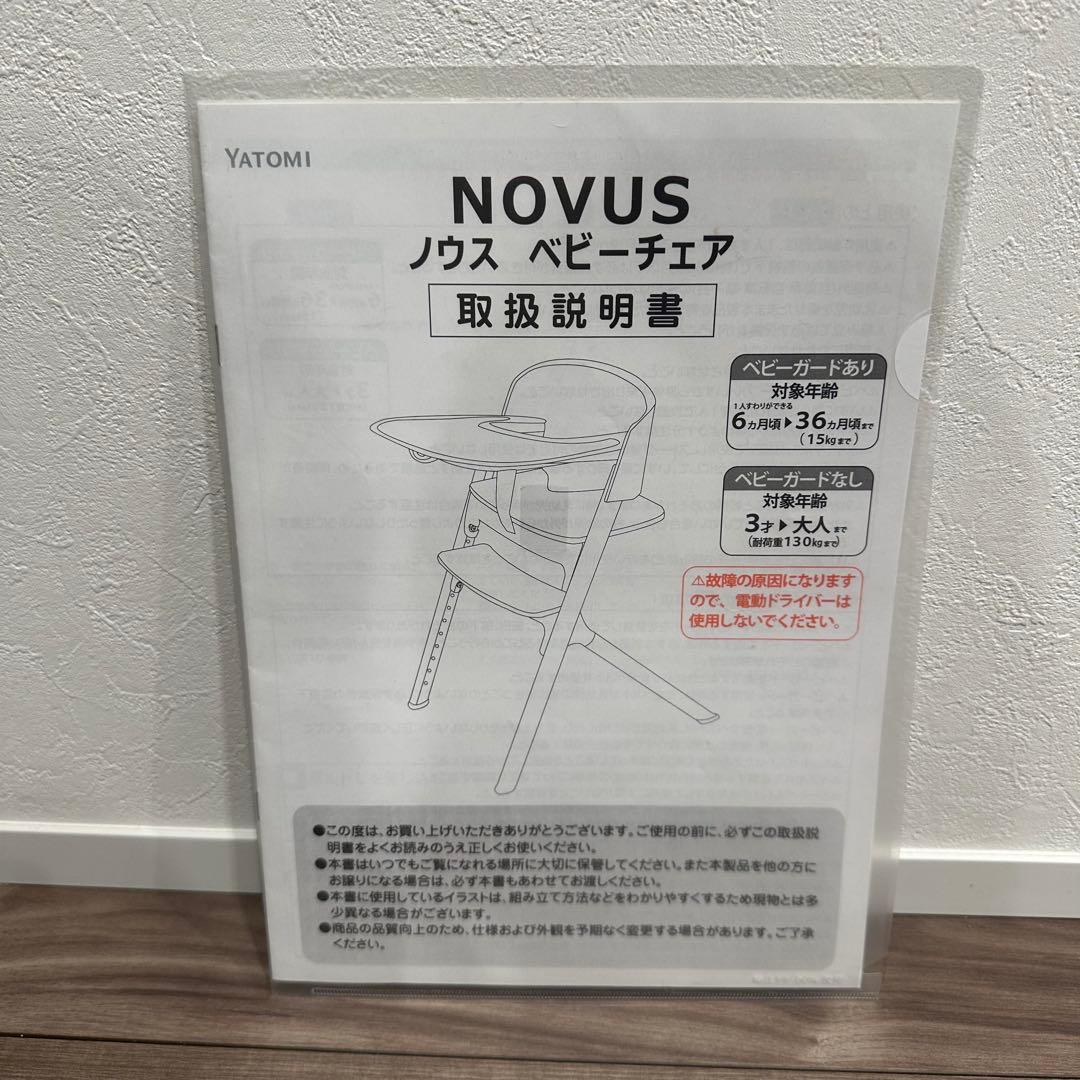 YATOMI
NOVUS
ノウス ベビーチェア
取扱説明書
ベビーガードあり
対象年齢
1人すわりができる
6ヵ月頃▶36ヵ月頃まで
(15kgまで)
ベビーガードなし
対象年齢
3才▶大人まで
(耐荷重130kgまで)
⚠故障の原因になります
ので、電動ドライバーは
使用しないでください。
●この度は、お買い上げいただきありがとうございます。ご使用の前に、必ずこの取扱説
明書をよくお読みのうえ正しくお使いください。
●本書はいつでもご覧になれる場所に大切に保管してください。また本製品を他の方に
お譲りになる場合は、必ず本書もあわせてお渡しください。
●本書に使用しているイラストは、組み立て方法などをわかりやすくするため現物とは多
少異なる場合がございます。
●商品の品質向上のため、仕様および外観を予期なく変更する場合があります。ご了承
ください。